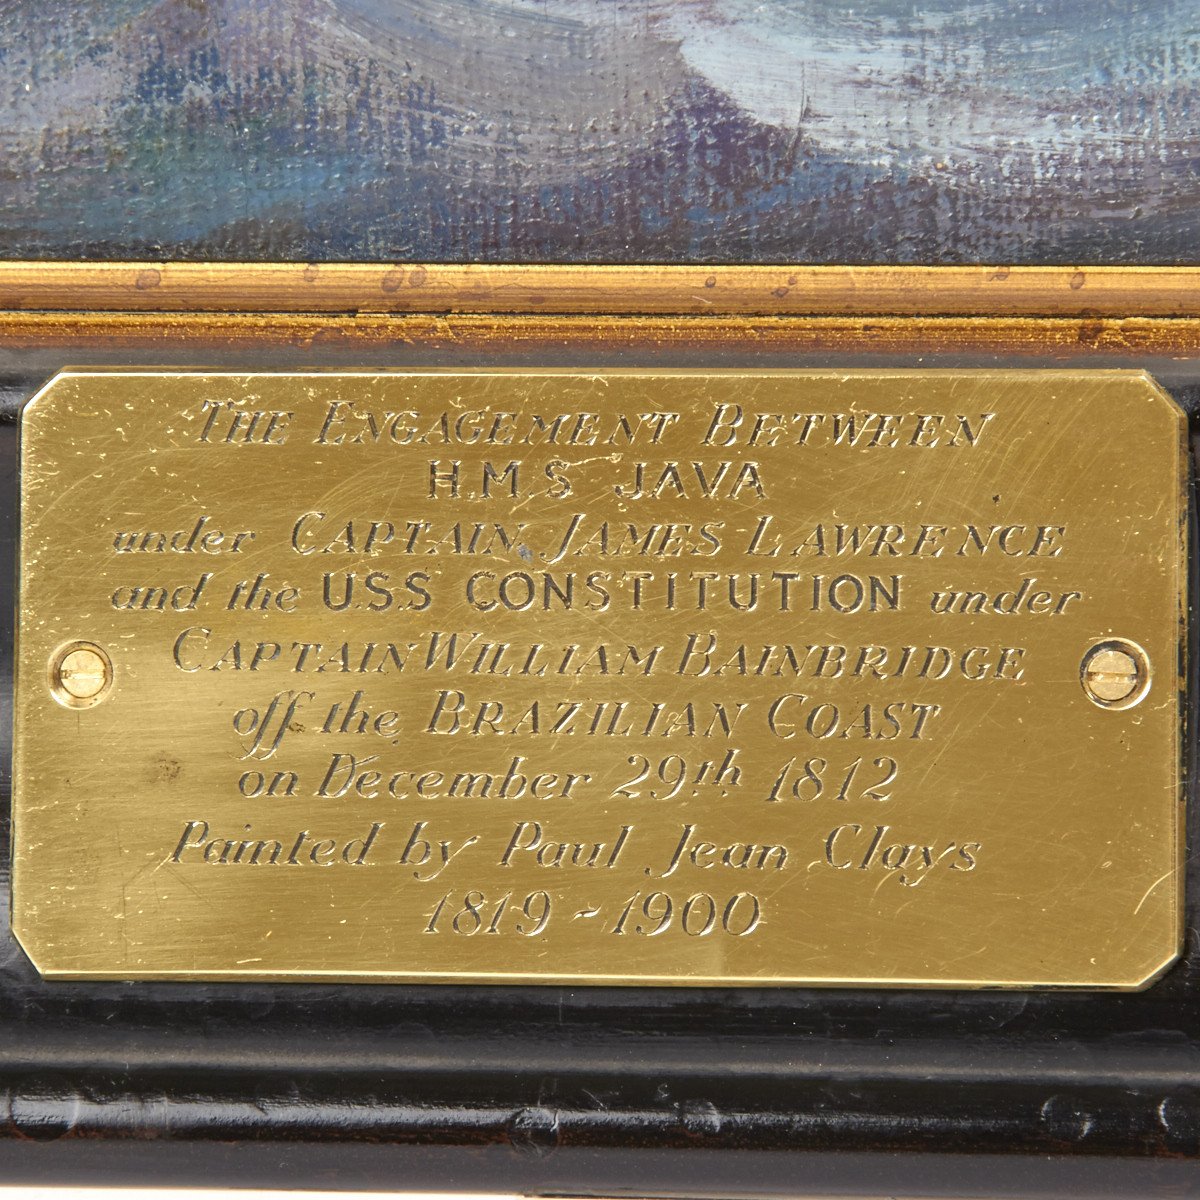 THE ENGAGEMENT BETWEEN
H.M.S JAVA
under CAPTAIN JAMES LAWRENCE
and the U.S.S CONSTITUTION under
CAPTAIN WILLIAM BAINBRIDGE
off the BRAZILIAN COAST
on December 29th 1812
Painted by Paul Jean Clays
1819 - 1900